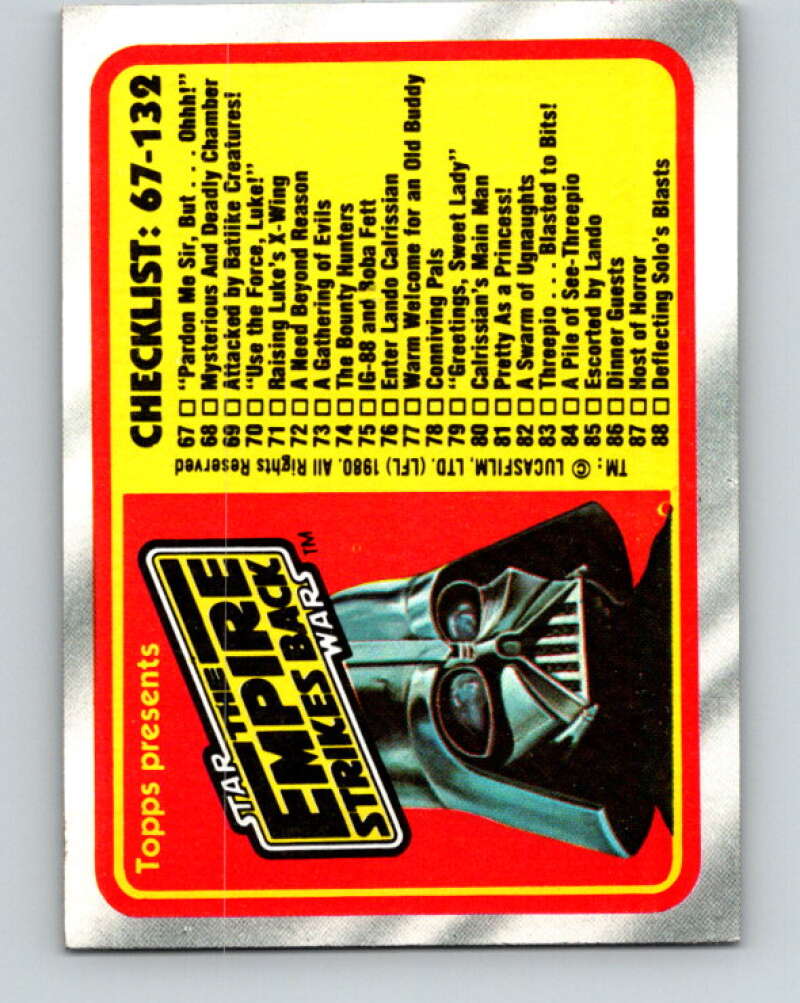 Topps presents
STAR
THE
EMPIRE
STRIKES BACK
WARS™
CHECKLIST: 67-132
67 □ "Pardon Me Sir, But . . . Ohhh!"
68 □ Mysterious And Deadly Chamber
69 □ Attacked by Batlike Creatures!
70 □ "Use the Force, Luke!"
71 □ Raising Luke's X-Wing
72 □ A Need Beyond Reason
73 □ A Gathering of Evils
74 □ The Bounty Hunters
75 □ IG-88 and Boba Fett
76 □ Enter Lando Calrissian
77 □ Warm Welcome for an Old Buddy
78 □ Conniving Pals
79 □ "Greetings, Sweet Lady"
80 □ Calrissian's Main Man
81 □ Pretty As a Princess!
82 □ A Swarm of Ugnaughts
83 □ Threepio . . . Blasted to Bits!
84 □ A Pile of See-Threepio
85 □ Escorted by Lando
86 □ Dinner Guests
87 □ Host of Horror
88 □ Deflecting Solo's Blasts
TM: © LUCASFILM, LTD. (LFL) 1980. All Rights Reserved